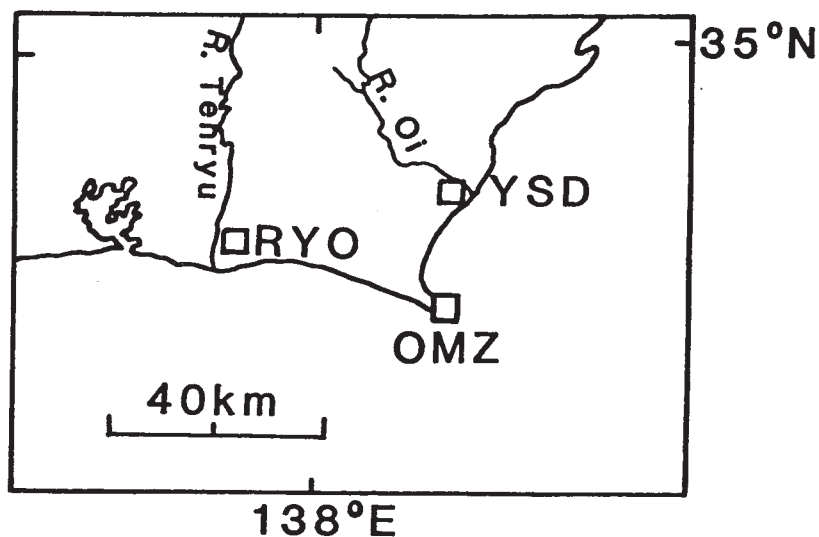 35°N
R. Tenryu
R. Oi
YSD
RYO
OMZ
40km
138°E